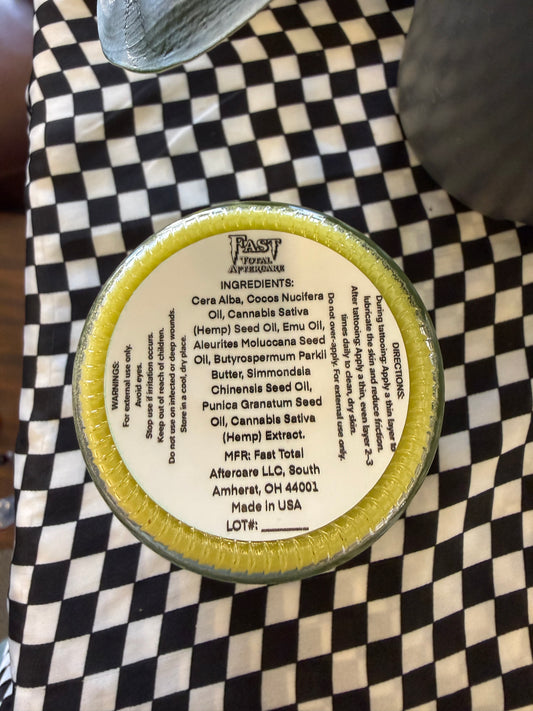 FAST
TOTAL
AFTERCARE
INGREDIENTS:
Cera Alba, Cocos Nucifera
Oil, Cannabis Sativa
(Hemp) Seed Oil, Emu Oil,
Aleurites Moluccana Seed
Oil, Butyrospermum Parkii
Butter, Simmondsia
Chinensis Seed Oil,
Punica Granatum Seed
Oil, Cannabis Sativa
(Hemp) Extract.
MFR: Fast Total
Aftercare LLC, South
Amherst, OH 44001
Made in USA
LOT#: ________
WARNINGS:
For external use only.
Avoid eyes.
Stop use if irritation occurs.
Keep out of reach of children.
Do not use on infected or deep wounds.
Store in a cool, dry place.
DIRECTIONS:
During tattooing: Apply a thin layer to
lubricate the skin and reduce friction.
After tattooing: Apply a thin, even layer 2-3
times daily to clean, dry skin.
Do not over-apply. For external use only.